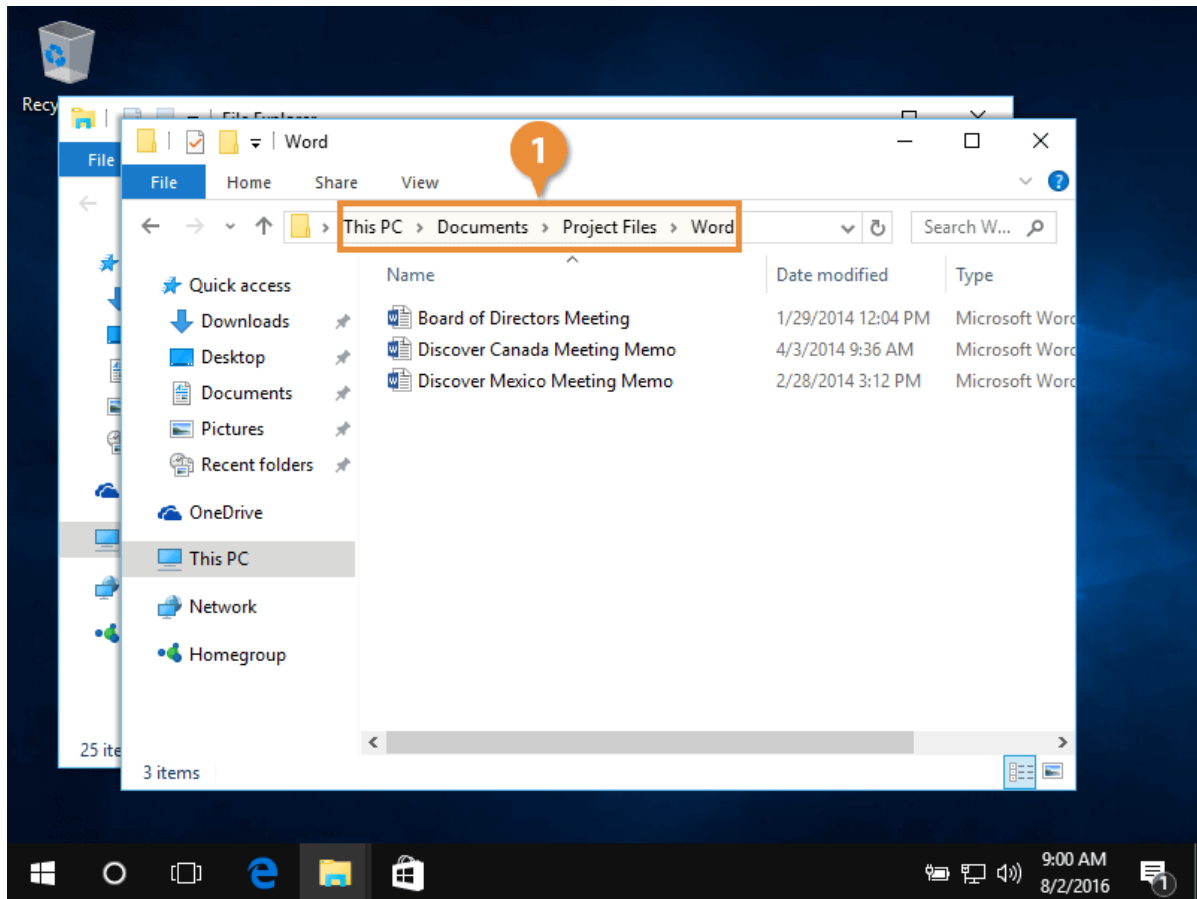 Recy
File Explorer
File
Word
1
File Home Share View
?
This PC > Documents > Project Files > Word
Search W...
Name Date modified Type
Quick access
Downloads
Desktop
Documents
Pictures
Recent folders
OneDrive
This PC
Network
Homegroup
Board of Directors Meeting 1/29/2014 12:04 PM Microsoft Word
Discover Canada Meeting Memo 4/3/2014 9:36 AM Microsoft Word
Discover Mexico Meeting Memo 2/28/2014 3:12 PM Microsoft Word
25 ite
3 items
9:00 AM
8/2/2016
1